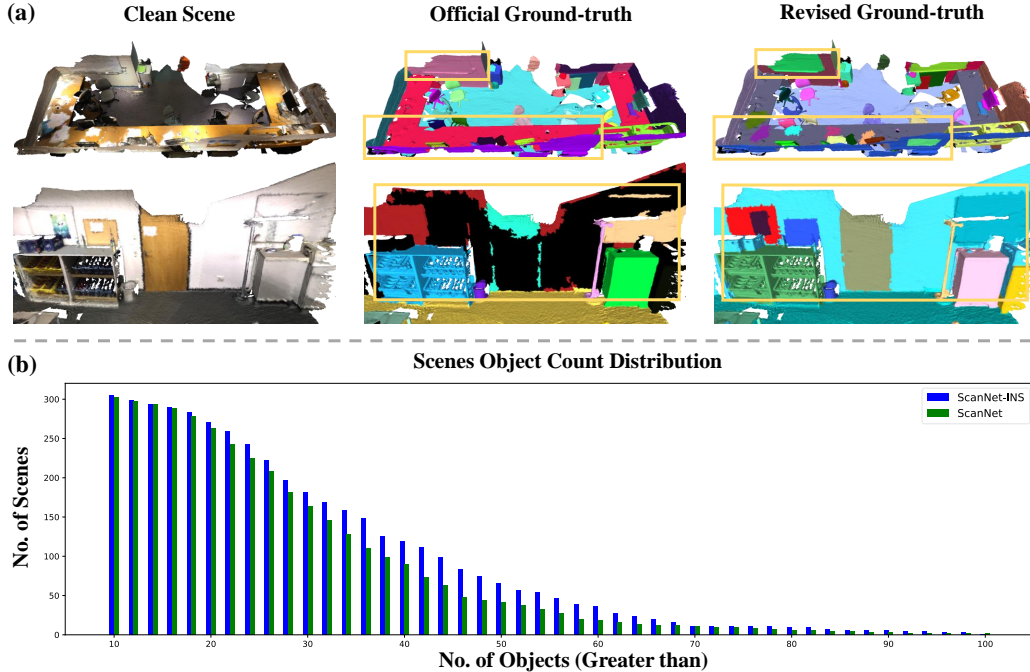 (a)
Clean Scene
Official Ground-truth
Revised Ground-truth
(b)
Scenes Object Count Distribution
ScanNet-INS
ScanNet
No. of Scenes
300
250
200
150
100
50
0
10
20
30
40
50
60
70
80
90
100
No. of Objects (Greater than)